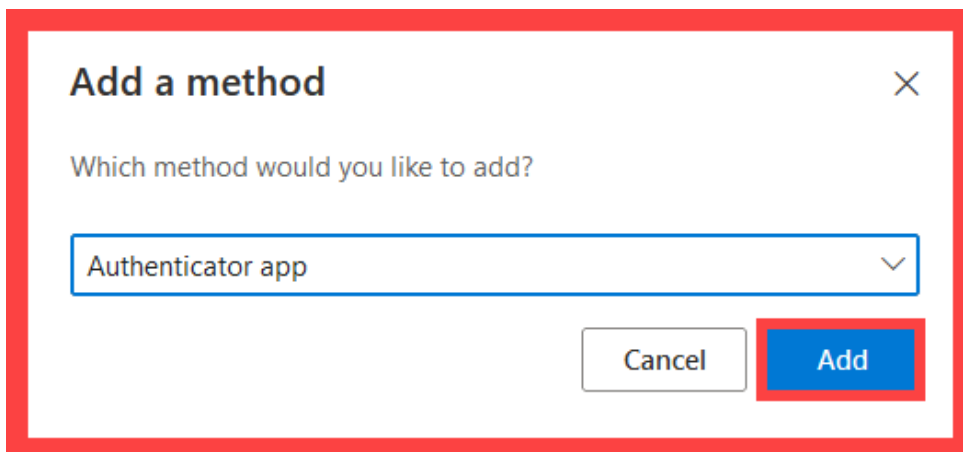 Add a method
Which method would you like to add?
Authenticator app
Cancel
Add